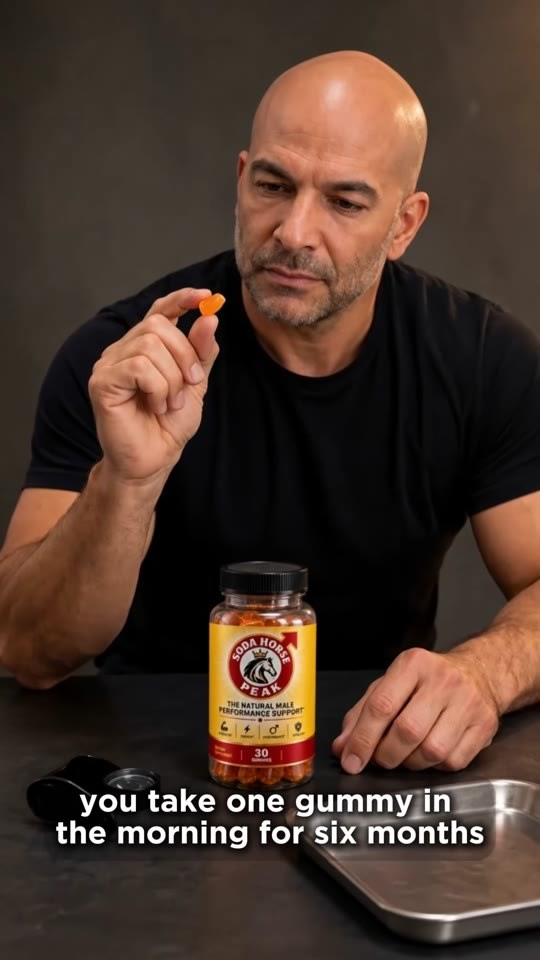 SODA HORSE
PEAK
THE NATURAL MALE
PERFORMANCE SUPPORT
30
GUMMIES
you take one gummy in
the morning for six months